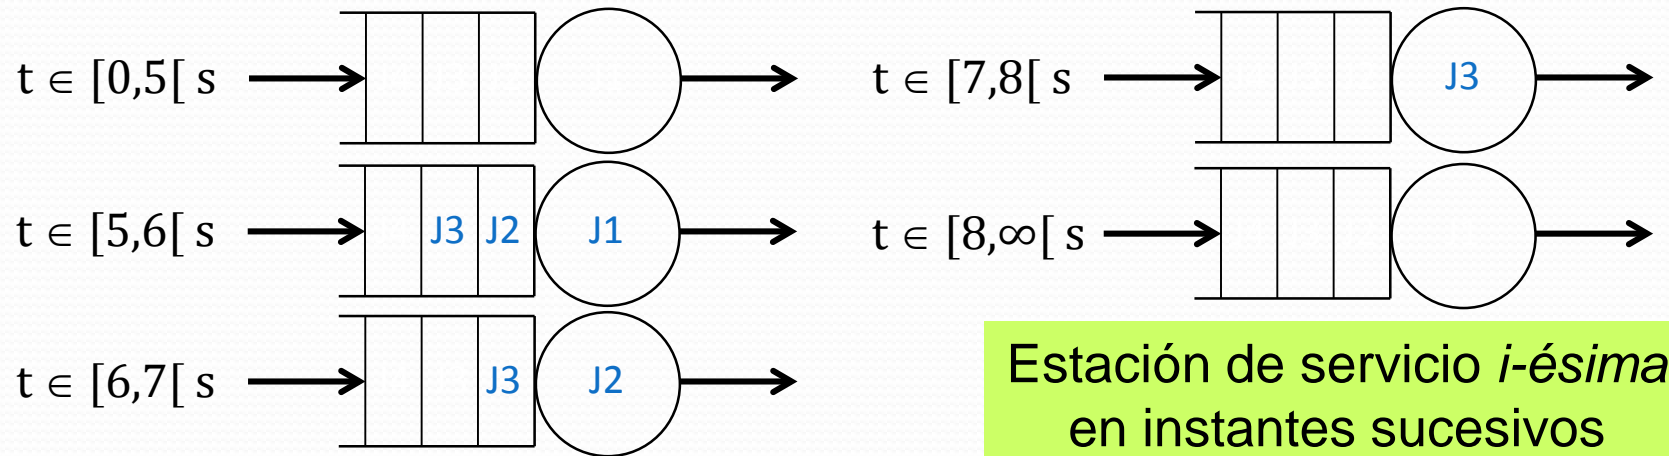 t ∈ [0,5[ s
t ∈ [5,6[ s
J3 J2 J1
t ∈ [6,7[ s
J3 J2
t ∈ [7,8[ s
J3
t ∈ [8,∞[ s
Estación de servicio i-ésima
en instantes sucesivos